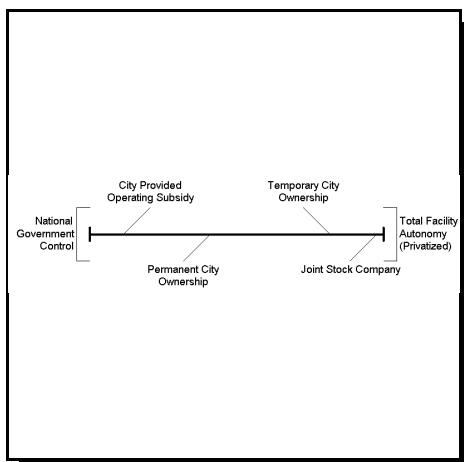 City Provided
Operating Subsidy
Temporary City
Ownership
National
Government
Control
Total Facility
Autonomy
(Privatized)
Permanent City
Ownership
Joint Stock Company